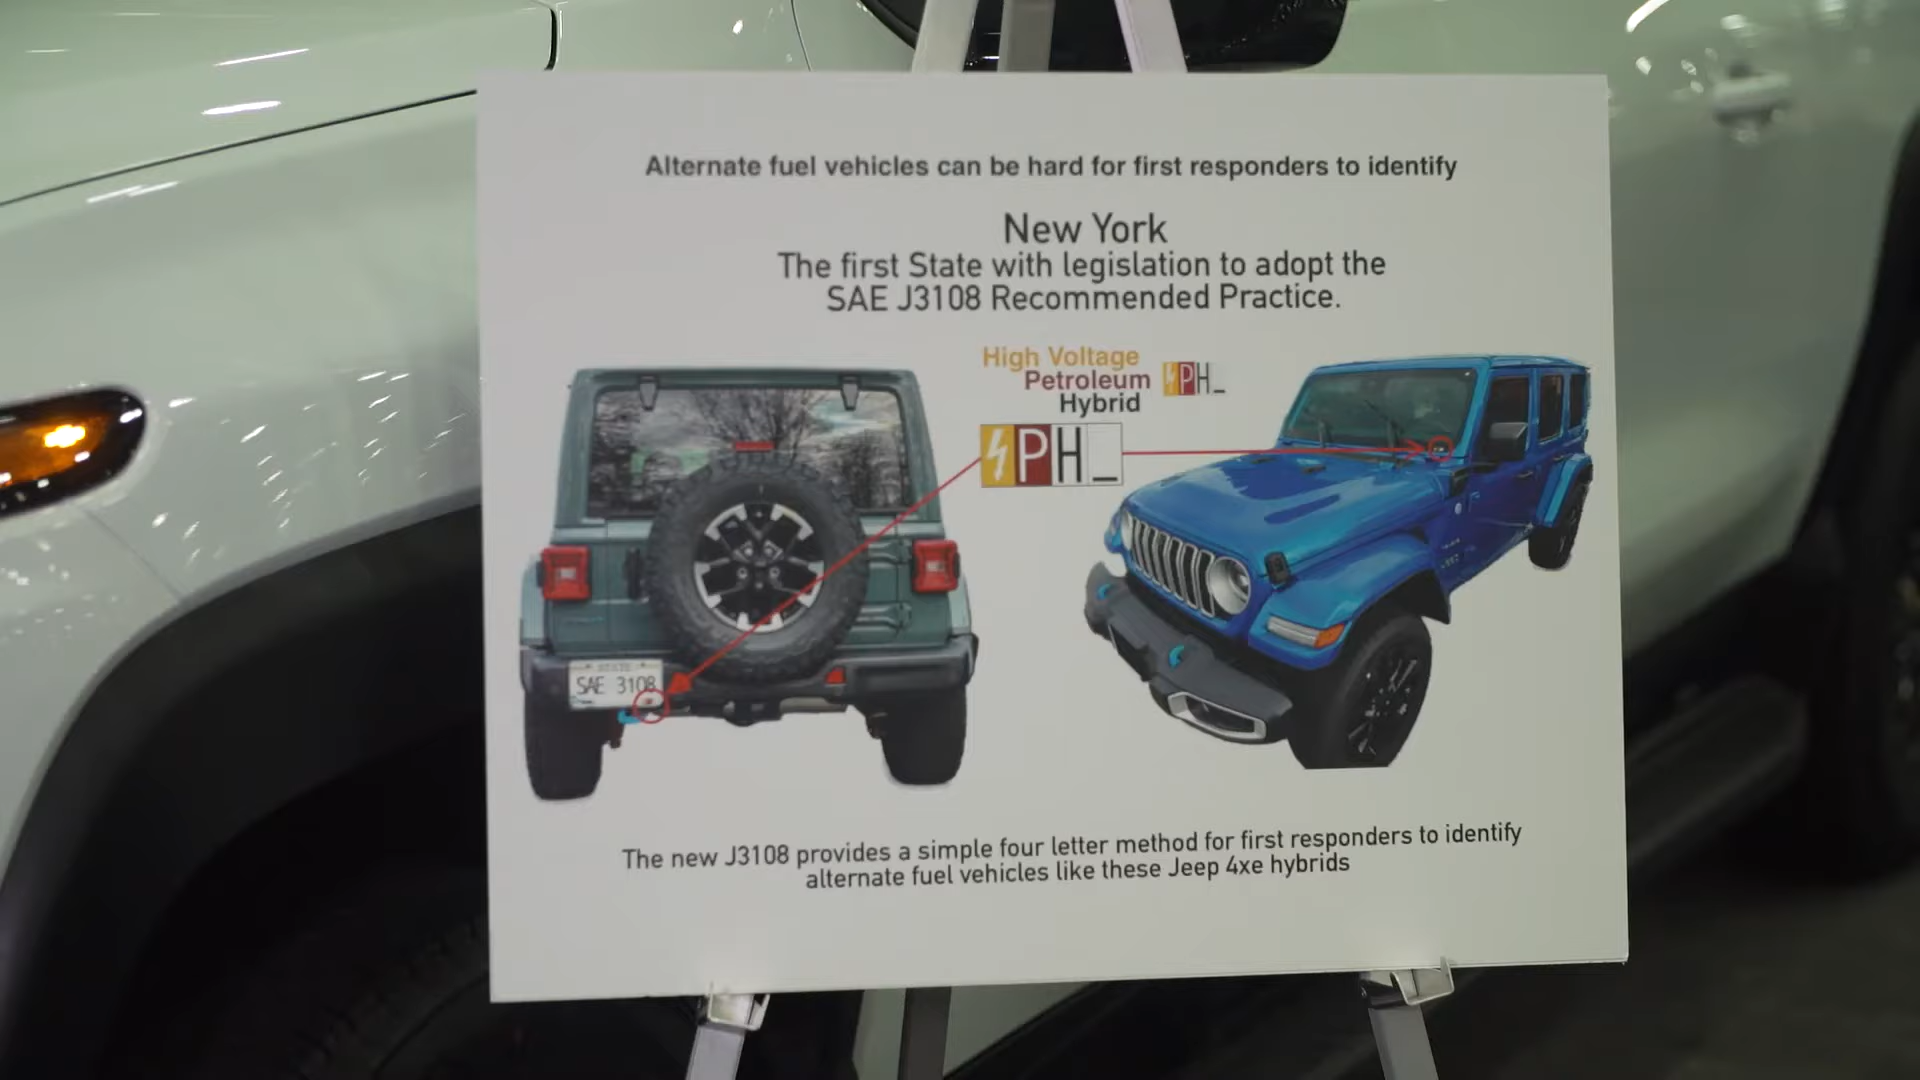 Alternate fuel vehicles can be hard for first responders to identify
New York
The first State with legislation to adopt the
SAE J3108 Recommended Practice.
High Voltage
Petroleum
Hybrid
PH_
PH_
SAE 3108
The new J3108 provides a simple four letter method for first responders to identify
alternate fuel vehicles like these Jeep 4xe hybrids